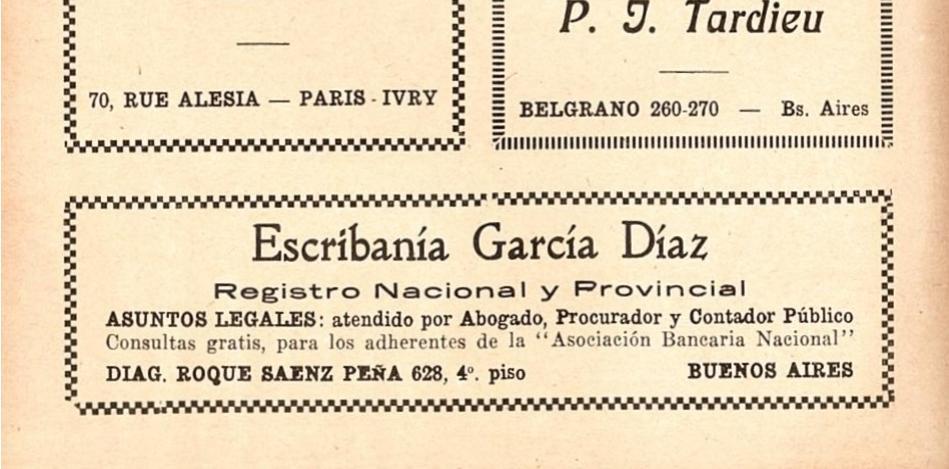 70, RUE ALESIA — PARIS - IVRY
P. J. Tardieu
BELGRANO 260-270 — Bs. Aires
Escribanía García Díaz
Registro Nacional y Provincial
ASUNTOS LEGALES: atendido por Abogado, Procurador y Contador Público
Consultas gratis, para los adherentes de la "Asociación Bancaria Nacional"
DIAG. ROQUE SAENZ PEÑA 628, 4º. piso BUENOS AIRES